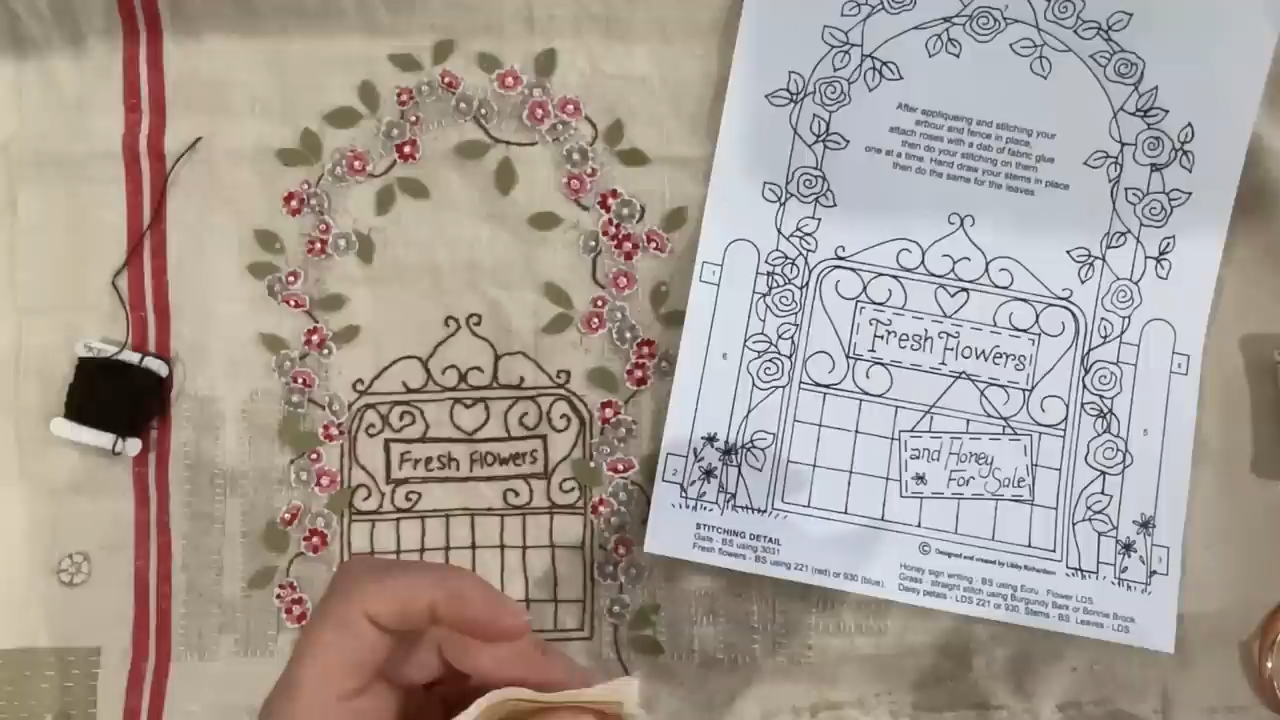 After appliqueing and stitching your
arbour and fence in place,
attach roses with a dab of fabric glue
then do your stitching on them
one at a time. Hand draw your stems in place
then do the same for the leaves
1
Fresh Flowers
6
and Honey
For Sale
5
2
3
Fresh Flowers
STITCHING DETAIL
Gate - BS using 3031
Fresh flowers - BS using 221 (red) or 930 (blue).
© Designed and created by Libby Richardson
Honey sign writing - BS using Ecru. Flower LDS.
Grass - straight stitch using Burgundy Bark or Bonnie Brook.
Daisy petals - LDS 221 or 930. Stems - BS. Leaves - LDS.